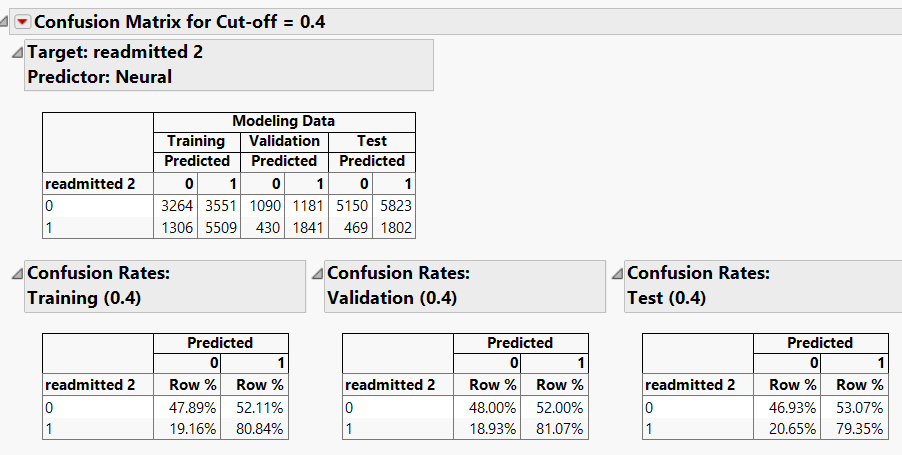 Confusion Matrix for Cut-off = 0.4
Target: readmitted 2
Predictor: Neural
Modeling Data
Training Validation Test
Predicted Predicted Predicted
readmitted 2 0 1 0 1 0 1
0 3264 3551 1090 1181 5150 5823
1 1306 5509 430 1841 469 1802
Confusion Rates:
Training (0.4)
Predicted
0 1
readmitted 2 Row % Row %
0 47.89% 52.11%
1 19.16% 80.84%
Confusion Rates:
Validation (0.4)
Predicted
0 1
readmitted 2 Row % Row %
0 48.00% 52.00%
1 18.93% 81.07%
Confusion Rates:
Test (0.4)
Predicted
0 1
readmitted 2 Row % Row %
0 46.93% 53.07%
1 20.65% 79.35%